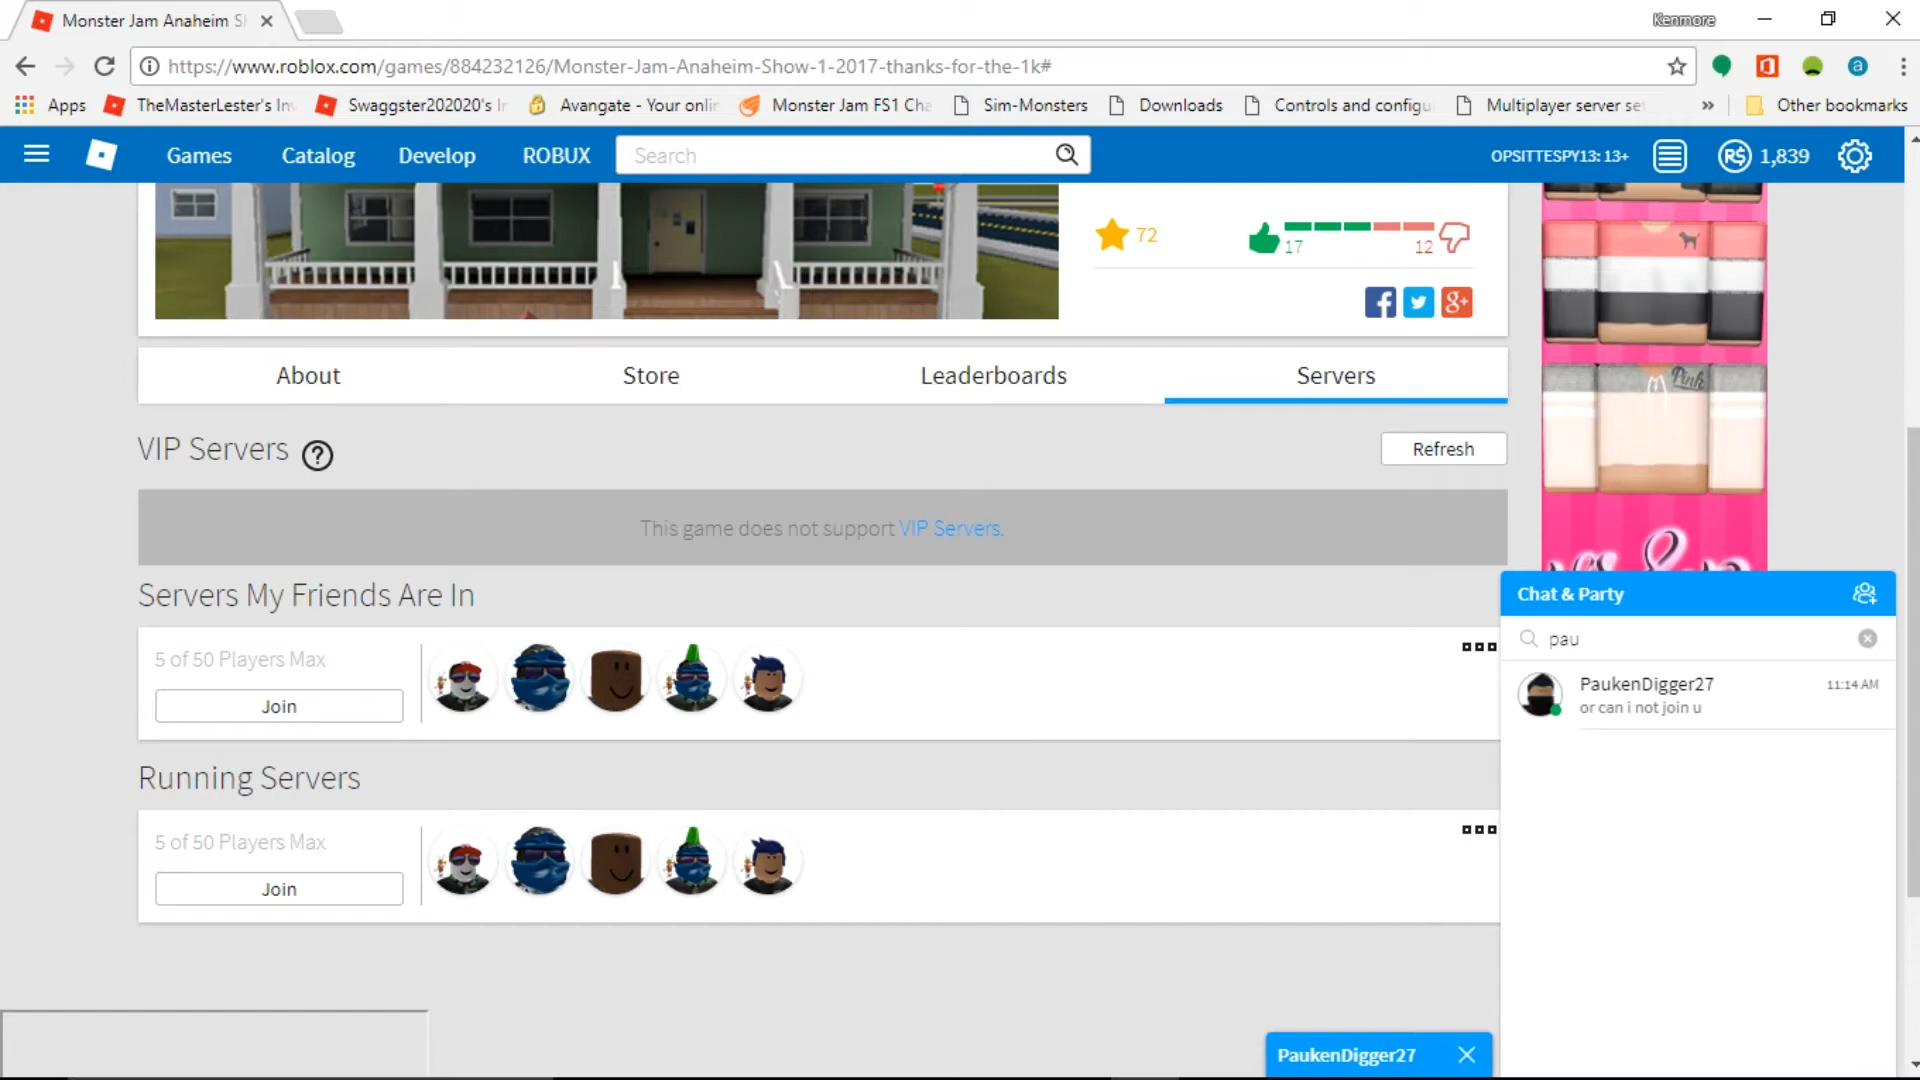 Monster Jam Anaheim S
Kenmore
https://www.roblox.com/games/884232126/Monster-Jam-Anaheim-Show-1-2017-thanks-for-the-1k#
Apps
TheMasterLester's Inv
Swaggster202020's In
Avangate - Your onlin
Monster Jam FS1 Cha
Sim-Monsters
Downloads
Controls and configu
Multiplayer server set
»
Other bookmarks
Games
Catalog
Develop
ROBUX
Search
OPSITTESPY13: 13+
R$ 1,839
72
17
12
About
Store
Leaderboards
Servers
VIP Servers ?
Refresh
This game does not support VIP Servers.
Servers My Friends Are In
5 of 50 Players Max
Join
Running Servers
5 of 50 Players Max
Join
Pink
Chat & Party
pau
PaukenDigger27
11:14 AM
or can i not join u
PaukenDigger27